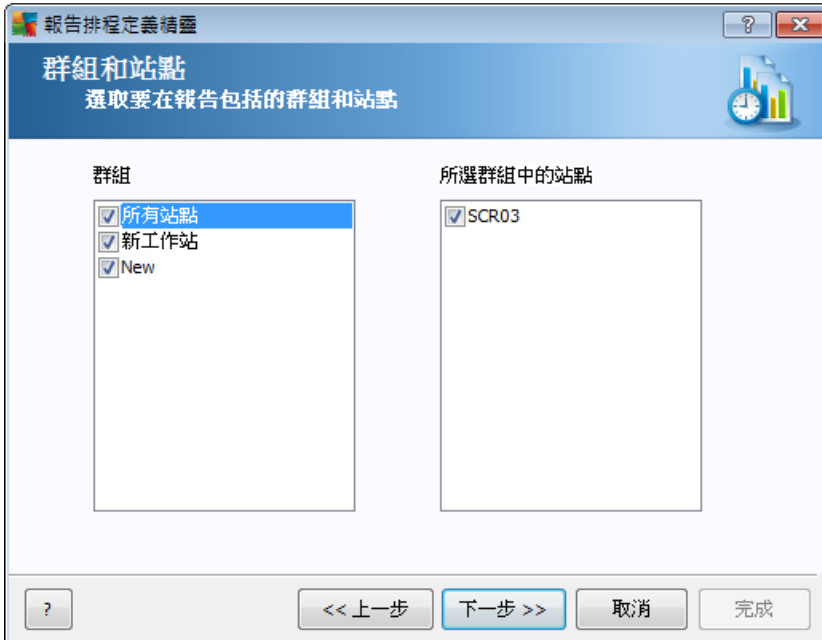 報告排程定義精靈
?
群組和站點
選取要在報告包括的群組和站點
群組
所有站點
新工作站
New
所選群組中的站點
SCR03
?
<< 上一步
下一步 >>
取消
完成